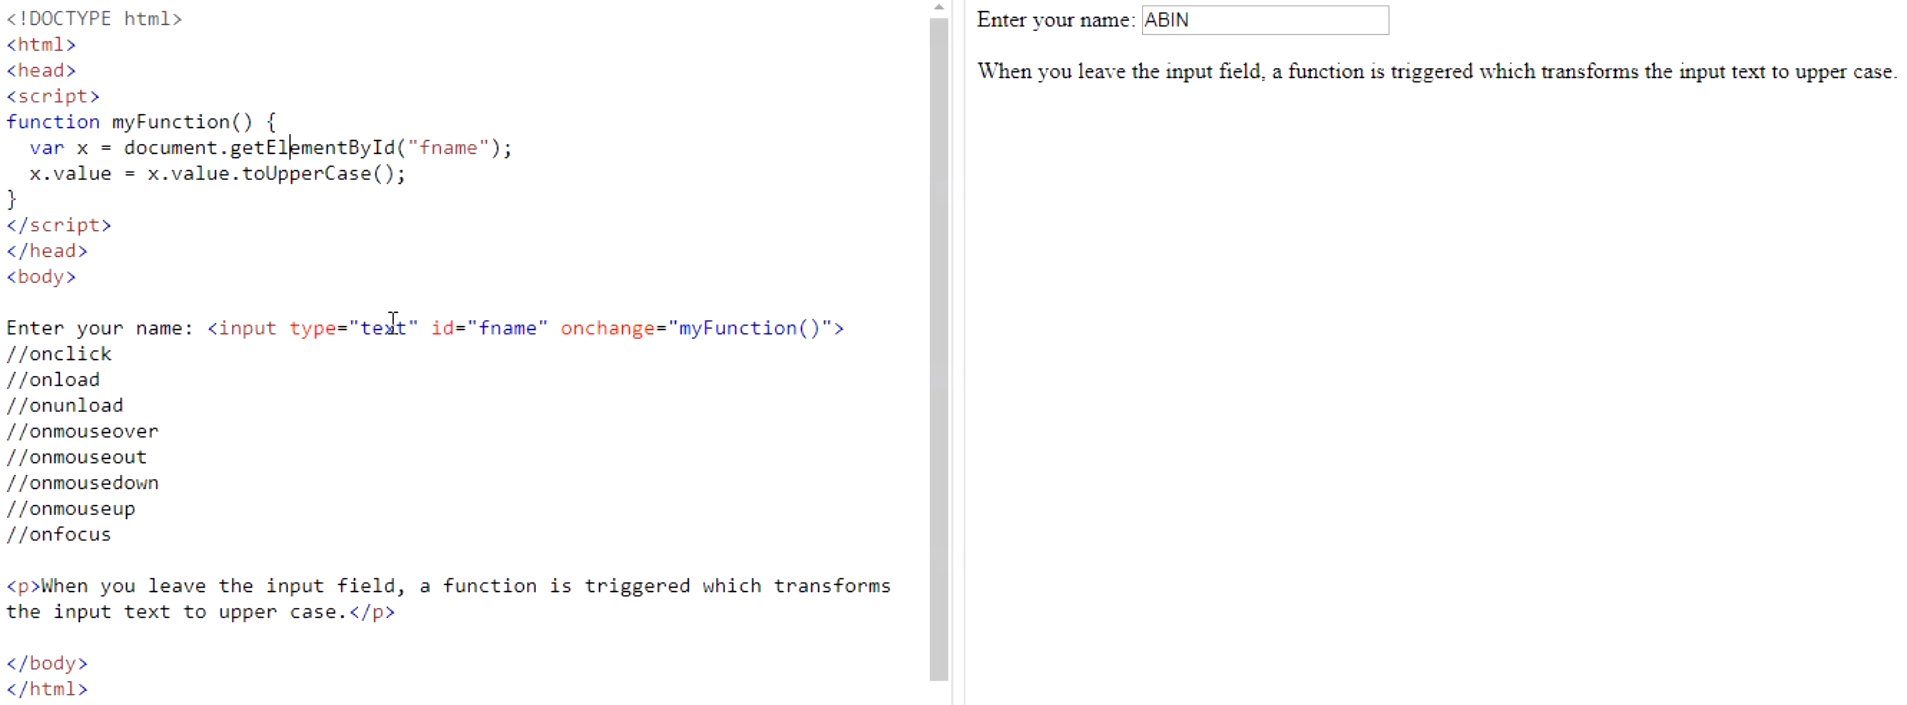 <!DOCTYPE html>
<html>
<head>
<script>
function myFunction() {
  var x = document.getElementById("fname");
  x.value = x.value.toUpperCase();
}
</script>
</head>
<body>

Enter your name: <input type="text" id="fname" onchange="myFunction()">
//onclick
//onload
//onunload
//onmouseover
//onmouseout
//onmousedown
//onmouseup
//onfocus

<p>When you leave the input field, a function is triggered which transforms
the input text to upper case.</p>

</body>
</html>
Enter your name: ABIN
When you leave the input field, a function is triggered which transforms the input text to upper case.